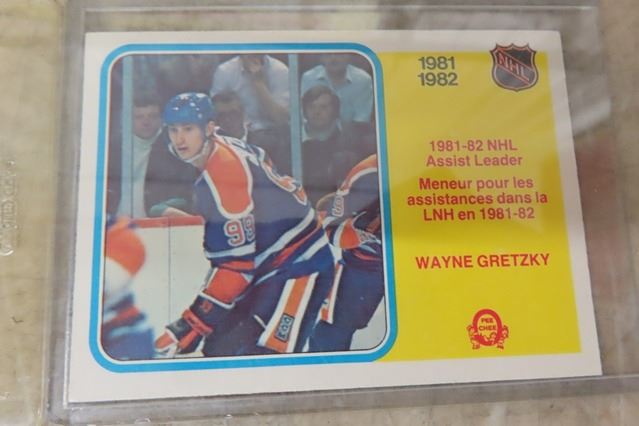 1981
1982
NHL
1981-82 NHL
Assist Leader
Meneur pour les
assistances dans la
LNH en 1981-82
WAYNE GRETZKY
O
PEE
CHEE
99